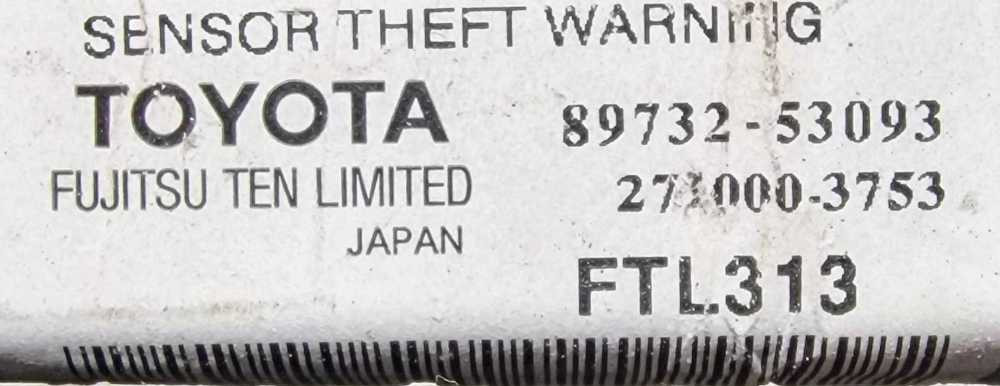 SENSOR THEFT WARNING
TOYOTA 89732-53093
FUJITSU TEN LIMITED
JAPAN
FTL313